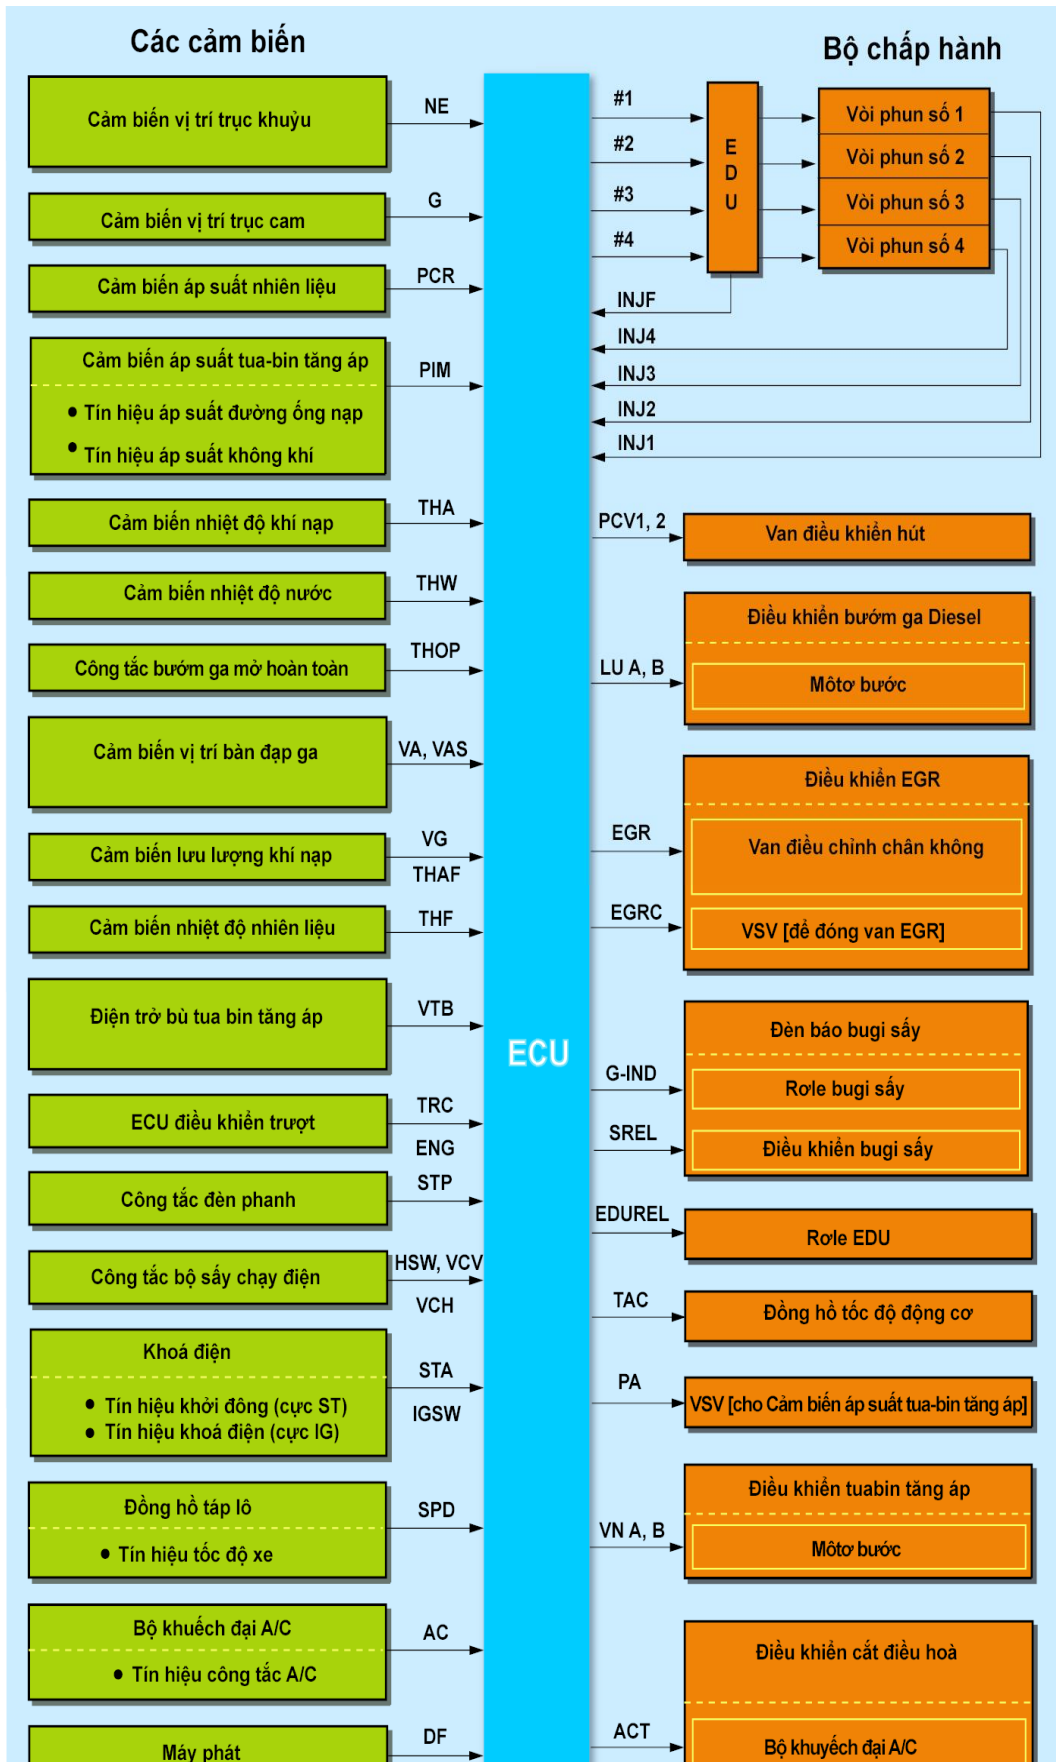 Các cảm biến
Bộ chấp hành
Cảm biến vị trí trục khuỷu
NE
Cảm biến vị trí trục cam
G
Cảm biến áp suất nhiên liệu
PCR
Cảm biến áp suất tua-bin tăng áp
PIM
• Tín hiệu áp suất đường ống nạp
• Tín hiệu áp suất không khí
Cảm biến nhiệt độ khí nạp
THA
Cảm biến nhiệt độ nước
THW
Công tắc bướm ga mở hoàn toàn
THOP
Cảm biến vị trí bàn đạp ga
VA, VAS
Cảm biến lưu lượng khí nạp
VG
THAF
Cảm biến nhiệt độ nhiên liệu
THF
Điện trở bù tua bin tăng áp
VTB
ECU điều khiển trượt
TRC
ENG
Công tắc đèn phanh
STP
Công tắc bộ sấy chạy điện
HSW, VCV
VCH
Khoá điện
STA
• Tín hiệu khởi đông (cực ST)
• Tín hiệu khoá điện (cực IG)
IGSW
Đồng hồ táp lô
SPD
• Tín hiệu tốc độ xe
Bộ khuếch đại A/C
AC
• Tín hiệu công tắc A/C
Máy phát
DF
ECU
#1
#2
#3
#4
E
D
U
Vòi phun số 1
Vòi phun số 2
Vòi phun số 3
Vòi phun số 4
INJF
INJ4
INJ3
INJ2
INJ1
PCV1, 2
Van điều khiển hút
Điều khiển bướm ga Diesel
LU A, B
Môtơ bước
Điều khiển EGR
EGR
Van điều chỉnh chân không
EGRC
VSV [để đóng van EGR]
Đèn báo bugi sấy
G-IND
Rơle bugi sấy
SREL
Điều khiển bugi sấy
EDUREL
Rơle EDU
TAC
Đồng hồ tốc độ động cơ
PA
VSV [cho Cảm biến áp suất tua-bin tăng áp]
Điều khiển tuabin tăng áp
VN A, B
Môtơ bước
Điều khiển cắt điều hoà
ACT
Bộ khuyếch đại A/C